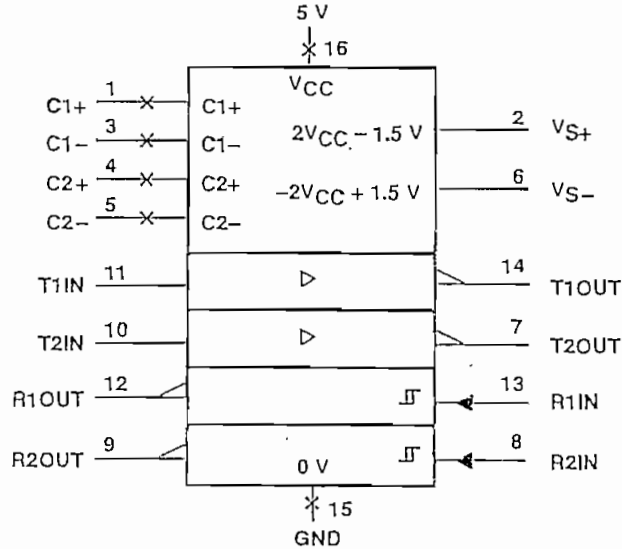 5 V
16
VCC
C1+ 1 C1+
C1− 3 C1−
C2+ 4 C2+
C2− 5 C2−
2VCC − 1.5 V 2 VS+
−2VCC + 1.5 V 6 VS−
T1IN 11 14 T1OUT
T2IN 10 7 T2OUT
R1OUT 12 13 R1IN
R2OUT 9 8 R2IN
0 V
15
GND